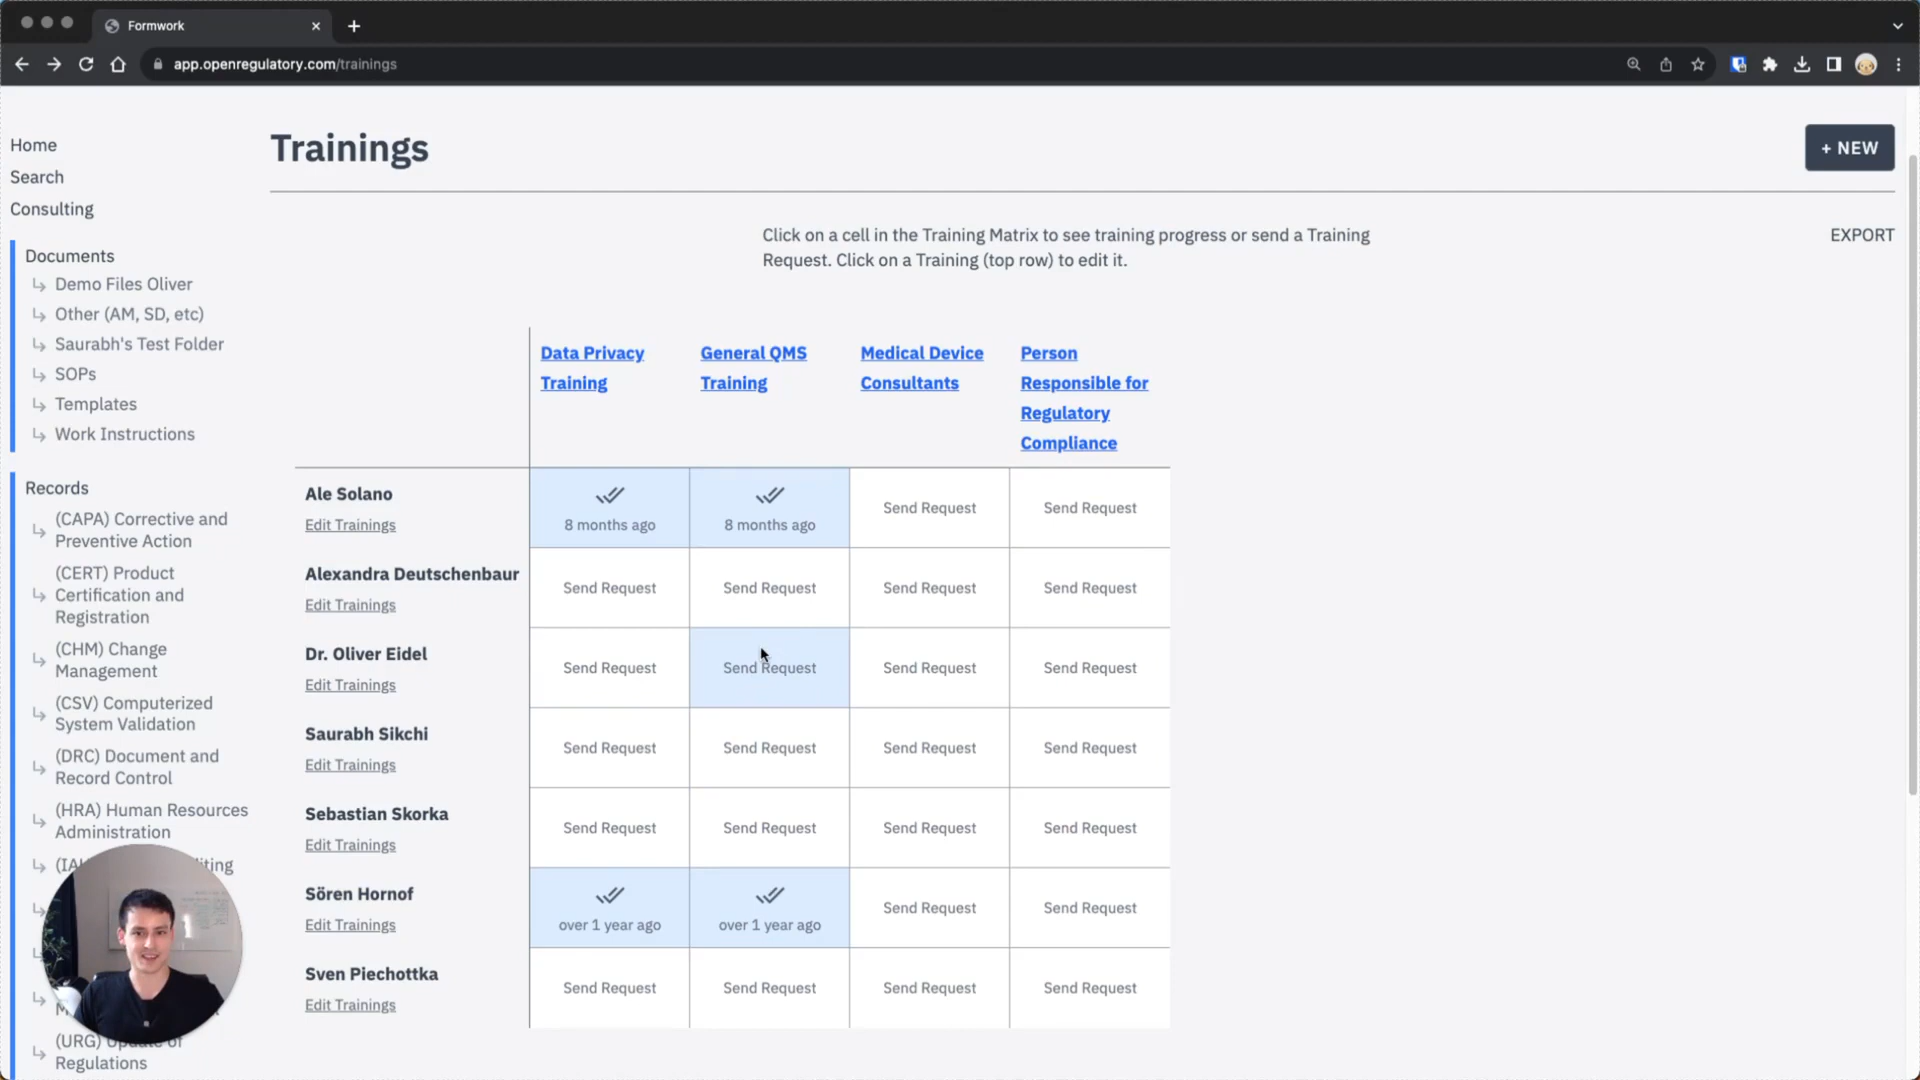 Formwork
app.openregulatory.com/trainings
Home
Search
Consulting
Documents
Demo Files Oliver
Other (AM, SD, etc)
Saurabh's Test Folder
SOPs
Templates
Work Instructions
Records
(CAPA) Corrective and
Preventive Action
(CERT) Product
Certification and
Registration
(CHM) Change
Management
(CSV) Computerized
System Validation
(DRC) Document and
Record Control
(HRA) Human Resources
Administration
(URG) Update of
Regulations
Trainings
+ NEW
Click on a cell in the Training Matrix to see training progress or send a Training
Request. Click on a Training (top row) to edit it.
EXPORT
Data Privacy
Training
General QMS
Training
Medical Device
Consultants
Person
Responsible for
Regulatory
Compliance
Ale Solano
Edit Trainings
8 months ago
8 months ago
Send Request
Send Request
Alexandra Deutschenbaur
Edit Trainings
Send Request
Send Request
Send Request
Send Request
Dr. Oliver Eidel
Edit Trainings
Send Request
Send Request
Send Request
Send Request
Saurabh Sikchi
Edit Trainings
Send Request
Send Request
Send Request
Send Request
Sebastian Skorka
Edit Trainings
Send Request
Send Request
Send Request
Send Request
Sören Hornof
Edit Trainings
over 1 year ago
over 1 year ago
Send Request
Send Request
Sven Piechottka
Edit Trainings
Send Request
Send Request
Send Request
Send Request